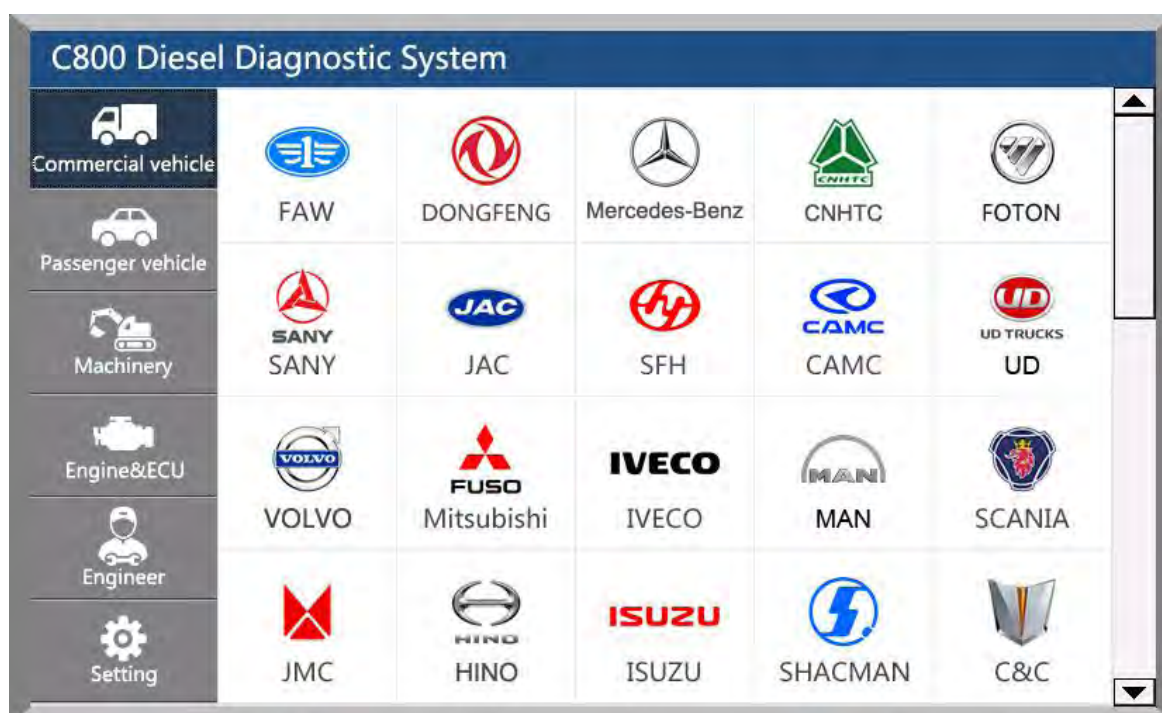 C800 Diesel Diagnostic System
Commercial vehicle
Passenger vehicle
Machinery
Engine&ECU
Engineer
Setting
FAW
DONGFENG
Mercedes-Benz
CNHTC
CNHTC
FOTON
SANY
SANY
JAC
JAC
SFH
CAMC
CAMC
UD
UD TRUCKS
UD
VOLVO
VOLVO
FUSO
Mitsubishi
IVECO
IVECO
MAN
MAN
SCANIA
JMC
HINO
HINO
ISUZU
ISUZU
SHACMAN
C&C